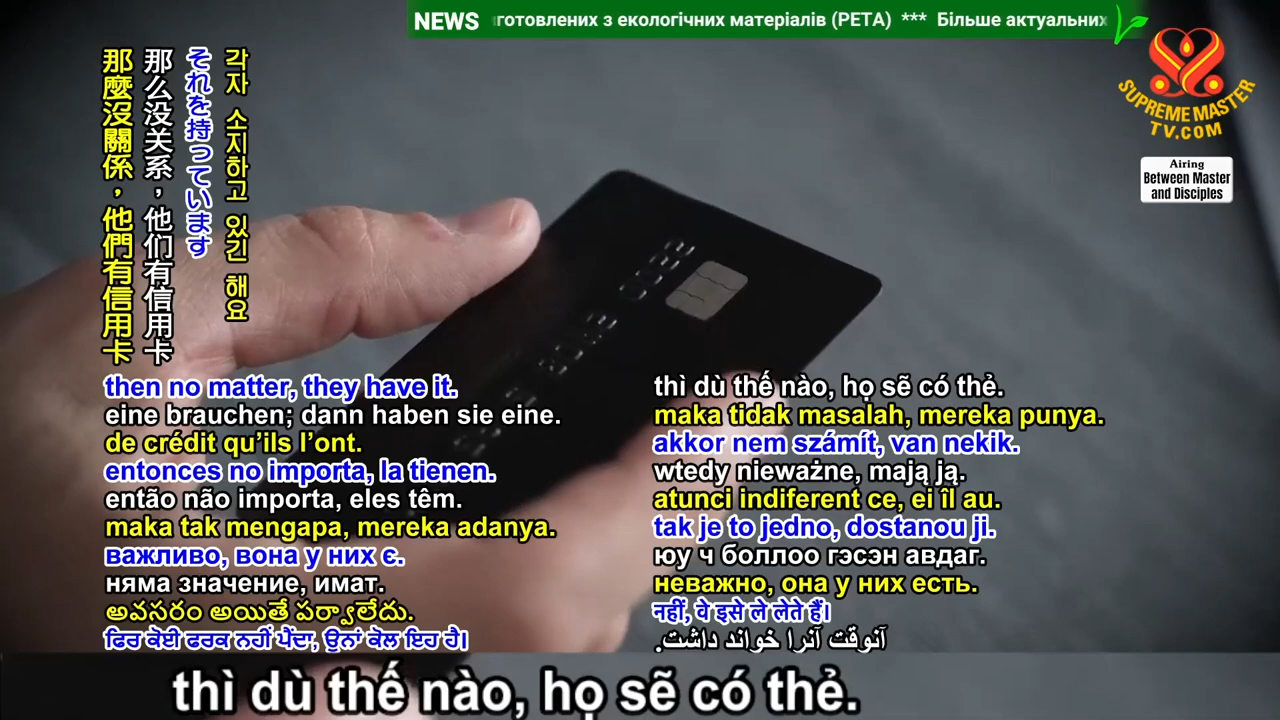 NEWS
готовлених з екологічних матеріалів (PETA) *** Більше актуальних
SUPREME MASTER
TV.COM
Airing
Between Master
and Disciples
각자 소지하고 있긴 해요
それを持っています
那么没关系，他们有信用卡
那麼沒關係，他們有信用卡
then no matter, they have it.
eine brauchen; dann haben sie eine.
de crédit qu’ils l’ont.
entonces no importa, la tienen.
então não importa, eles têm.
maka tak mengapa, mereka adanya.
важливо, вона у них є.
няма значение, имат.
అవసరం అయితే పర్వాలేదు.
ਫਿਰ ਕੋਈ ਫਰਕ ਨਹੀਂ ਪੈਂਦਾ, ਉਨਾਂ ਕੋਲ ਇਹ ਹੈ।
thì dù thế nào, họ sẽ có thẻ.
maka tidak masalah, mereka punya.
akkor nem számít, van nekik.
wtedy nieważne, mają ją.
atunci indiferent ce, ei îl au.
tak je to jedno, dostanou ji.
юу ч боллоо гэсэн авдаг.
неважно, она у них есть.
नहीं, वे इसे ले लेते हैं।
آنوقت آنرا خواند داشت.
thì dù thế nào, họ sẽ có thẻ.